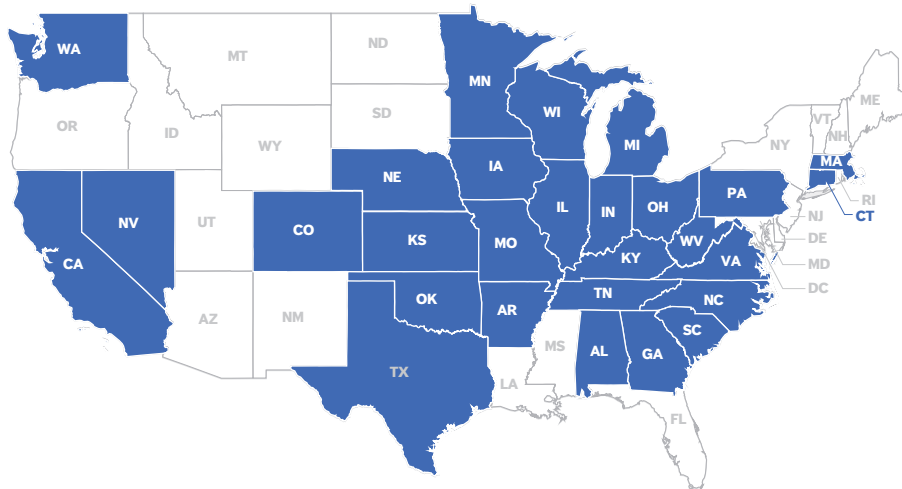 WA
MT
ND
MN
OR
ID
WY
SD
WI
MI
NY
VT
NH
ME
MA
RI
CT
NV
UT
CO
NE
IA
IL
IN
OH
PA
NJ
DE
MD
DC
CA
KS
MO
KY
WV
VA
AZ
NM
OK
AR
TN
NC
SC
TX
LA
MS
AL
GA
FL